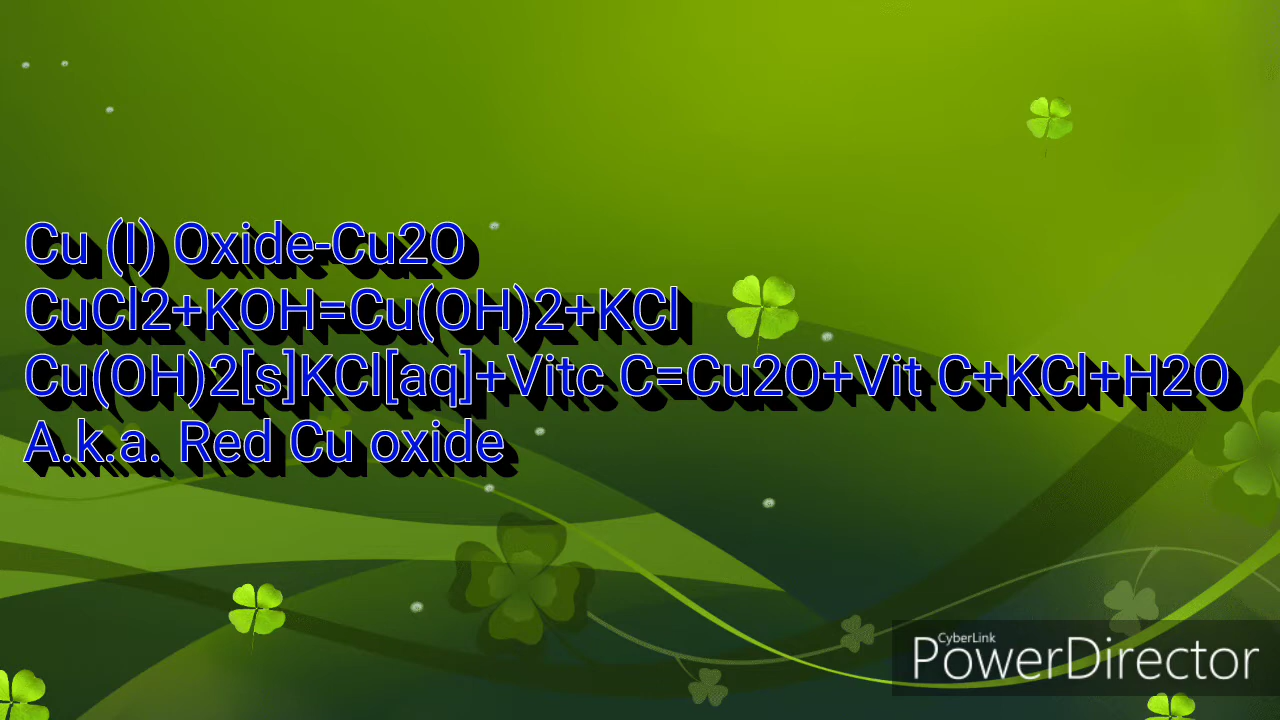 Cu (I) Oxide-Cu2O
CuCl2+KOH=Cu(OH)2+KCl
Cu(OH)2[s]KCl[aq]+Vitc C=Cu2O+Vit C+KCl+H2O
A.k.a. Red Cu oxide
CyberLink
PowerDirector